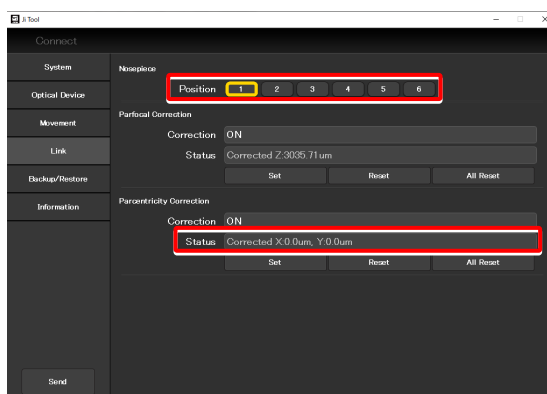 Ji Tool
Connect
System
Optical Device
Movement
Link
Backup/Restore
Information
Send
Nosepiece
Position 1 2 3 4 5 6
Parfocal Correction
Correction ON
Status Corrected Z:3035.71um
Set Reset All Reset
Parcentricity Correction
Correction ON
Status Corrected X:0.0um, Y:0.0um
Set Reset All Reset